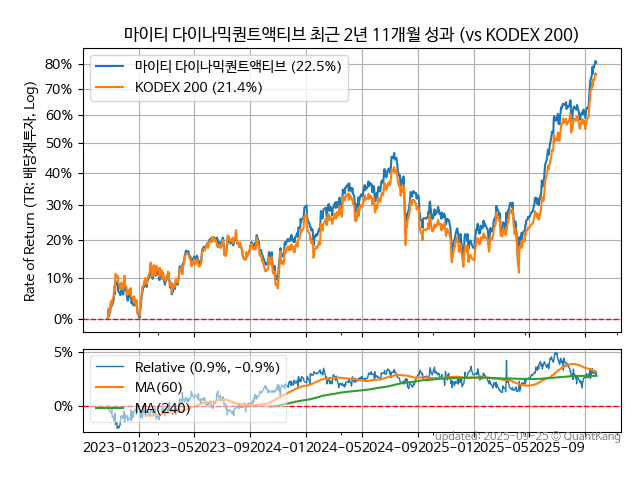 마이티 다이나믹퀀트액티브 최근 2년 11개월 성과 (vs KODEX 200)
Rate of Return (TR: 배당재투자, Log)
마이티 다이나믹퀀트액티브 (22.5%)
KODEX 200 (21.4%)
80%
70%
60%
50%
40%
30%
20%
10%
0%
5%
0%
Relative (0.9%, -0.9%)
MA(60)
MA(240)
2023-01 2023-05 2023-09 2024-01 2024-05 2024-09 2025-01 2025-05 2025-09
updated: 2025-09-25 © QuantKang